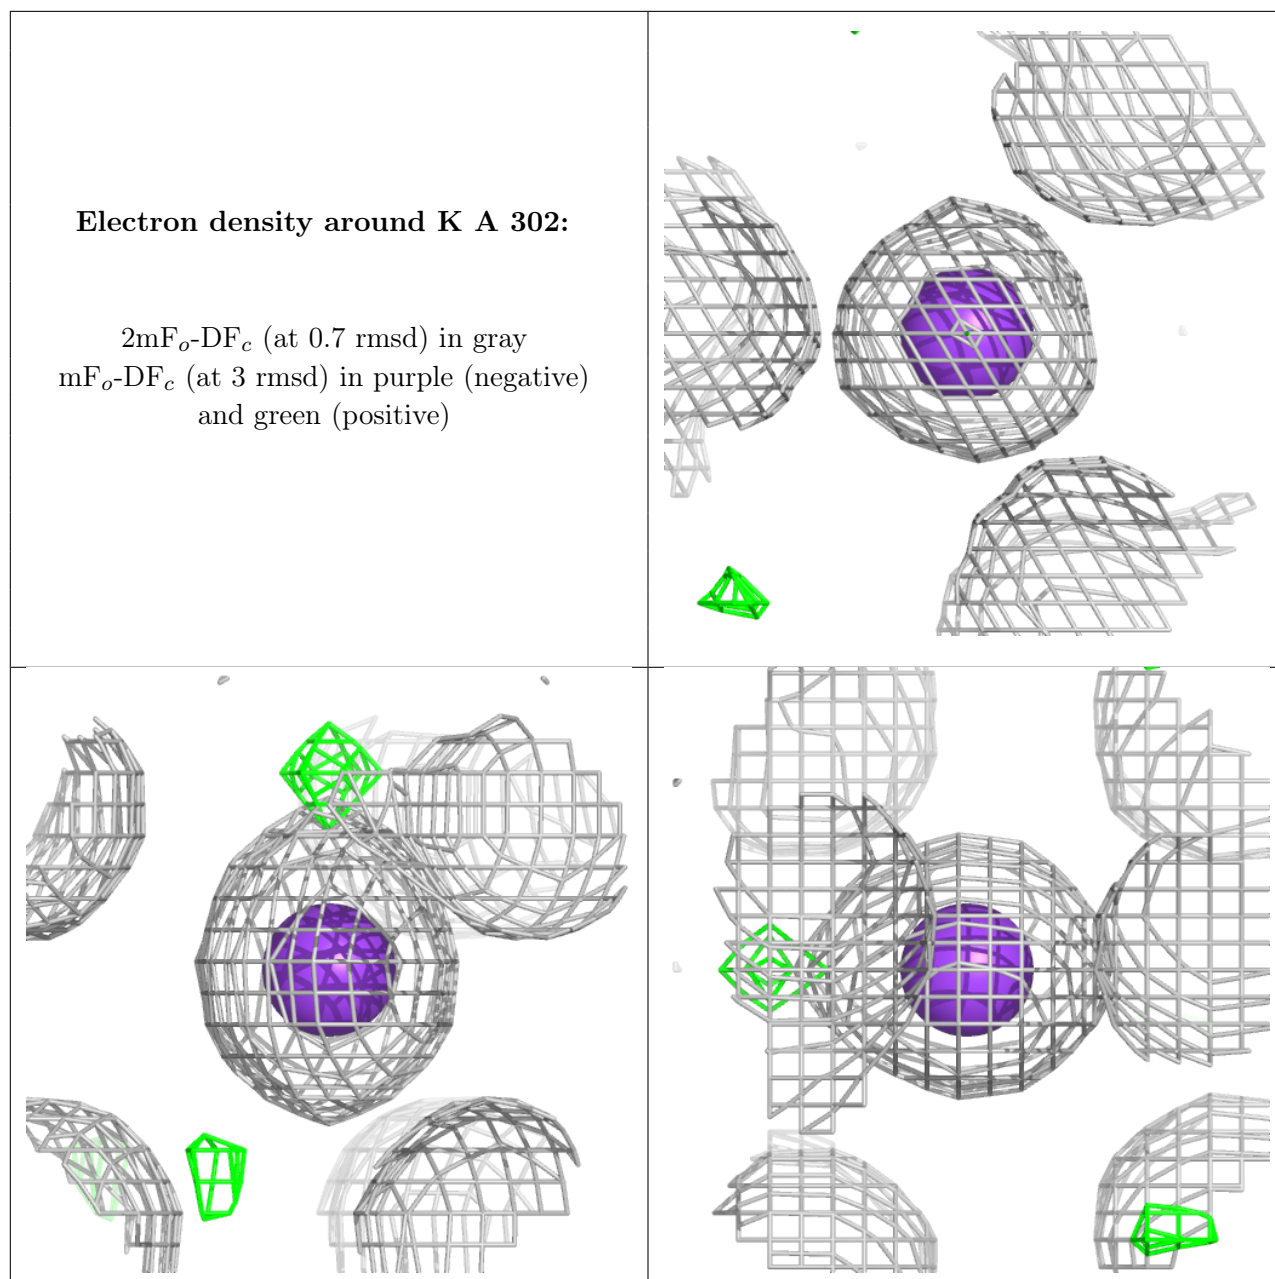 Electron density around K A 302:
2mFo-DFc (at 0.7 rmsd) in gray
mFo-DFc (at 3 rmsd) in purple (negative)
and green (positive)